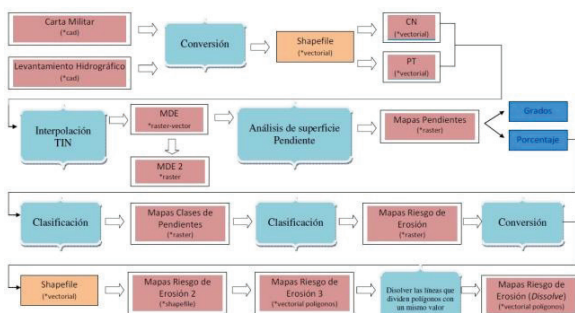 Carta Militar
(*cad)
Levantamiento Hidrográfico
(*cad)
Conversión
Shapefile
(*vectorial)
CN
(*vectorial)
PT
(*vectorial)
Interpolación
TIN
MDE
*raster-vector
MDE 2
*raster
Análisis de superficie
Pendiente
Mapas Pendientes
(*raster)
Grados
Porcentaje
Clasificación
Mapas Clases de
Pendientes
(*raster)
Clasificación
Mapas Riesgo de
Erosión
(*raster)
Conversión
Shapefile
(*vectorial)
Mapas Riesgo de
Erosión 2
(*shapefile)
Mapas Riesgo de
Erosión 3
(*vectorial poligonos)
Disolver las líneas que
dividen polígonos con
un mismo valor
Mapas Riesgo de
Erosión (Dissolve)
(*vectorial poligonos)